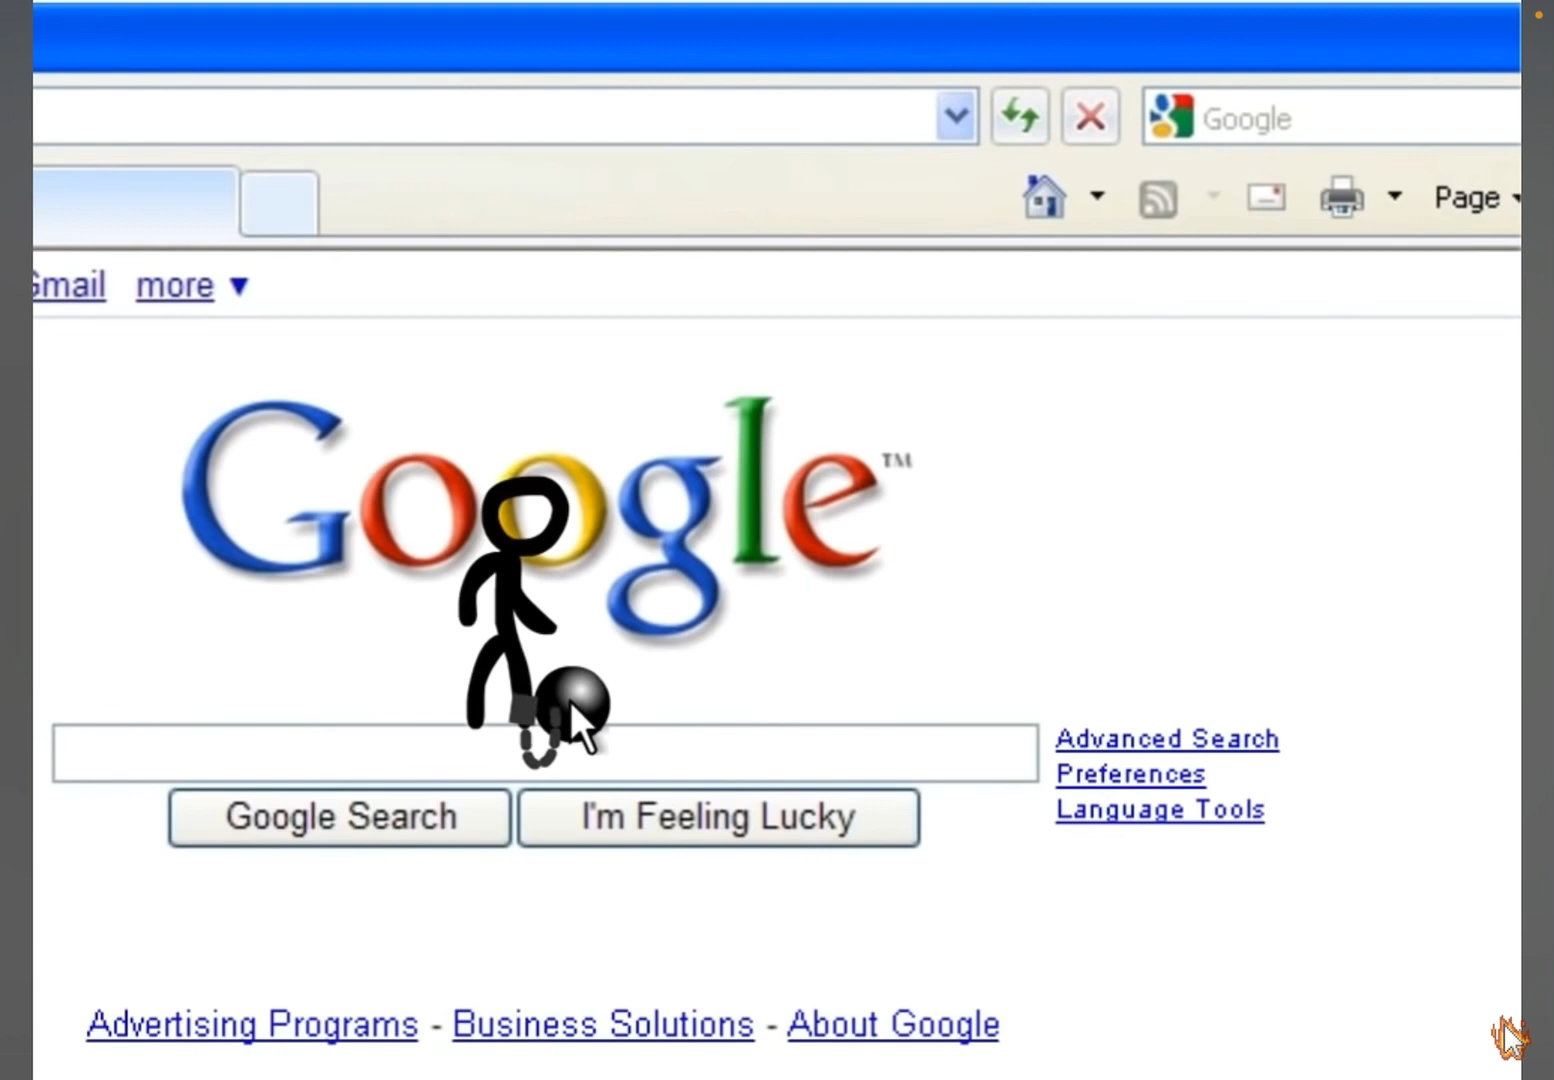 Google
Page
Gmail more ▼
Google™
Advanced Search
Preferences
Language Tools
Google Search I'm Feeling Lucky
Advertising Programs - Business Solutions - About Google